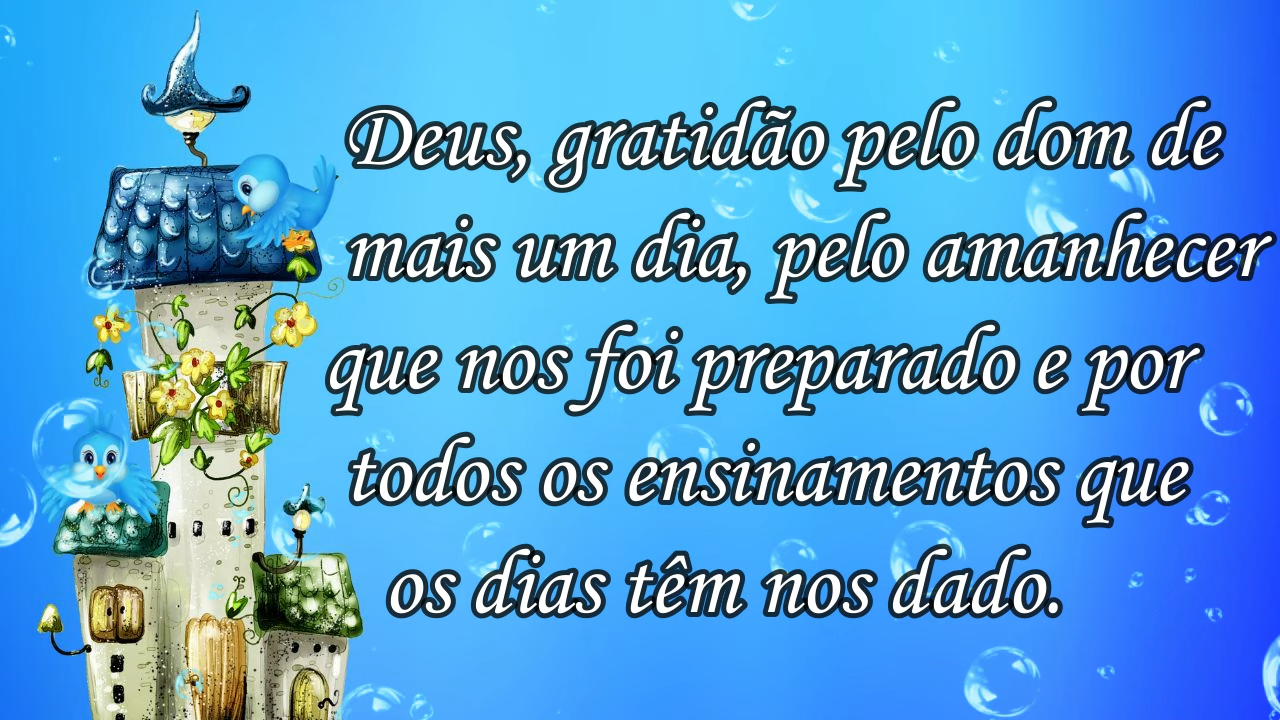 Deus, gratidão pelo dom de
mais um dia, pelo amanhecer
que nos foi preparado e por
todos os ensinamentos que
os dias têm nos dado.